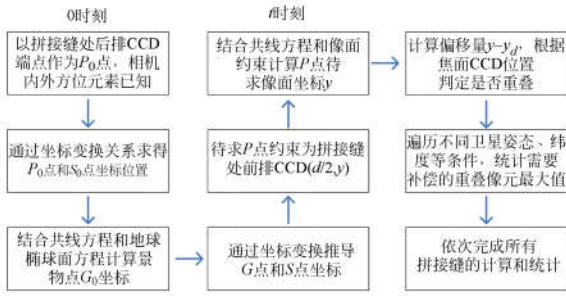 0时刻
以拼接缝处后排CCD
端点作为P₀点，相机
内外方位元素已知
通过坐标变换关系求得
P₀点和S₀点坐标位置
结合共线方程和地球
椭球面方程计算景
物点G₀坐标
t时刻
结合共线方程和像面
约束计算P点待
求像面坐标y
待求P点约束为拼接缝
处前排CCD(d/2,y)
通过坐标变换推导
G点和S点坐标
计算偏移量y-y_d，根据
焦面CCD位置
判定是否重叠
遍历不同卫星姿态、纬
度等条件，统计需要
补偿的重叠像元最大值
依次完成所有
拼接缝的计算和统计